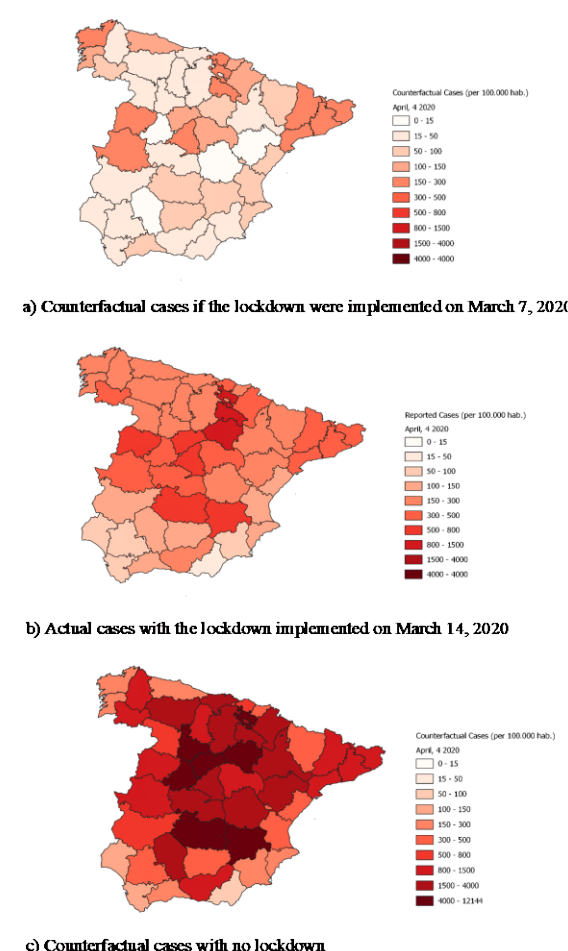 Counterfactual Cases (per 100.000 hab.)
April, 4 2020
0 - 15
15 - 50
50 - 100
100 - 150
150 - 300
300 - 500
500 - 800
800 - 1500
1500 - 4000
4000 - 4000
a) Counterfactual cases if the lockdown were implemented on March 7, 2020
Reported Cases (per 100.000 hab.)
April, 4 2020
0 - 15
15 - 50
50 - 100
100 - 150
150 - 300
300 - 500
500 - 800
800 - 1500
1500 - 4000
4000 - 4000
b) Actual cases with the lockdown implemented on March 14, 2020
Counterfactual Cases (per 100.000 hab.)
April, 4 2020
0 - 15
15 - 50
50 - 100
100 - 150
150 - 300
300 - 500
500 - 800
800 - 1500
1500 - 4000
4000 - 12144
c) Counterfactual cases with no lockdown